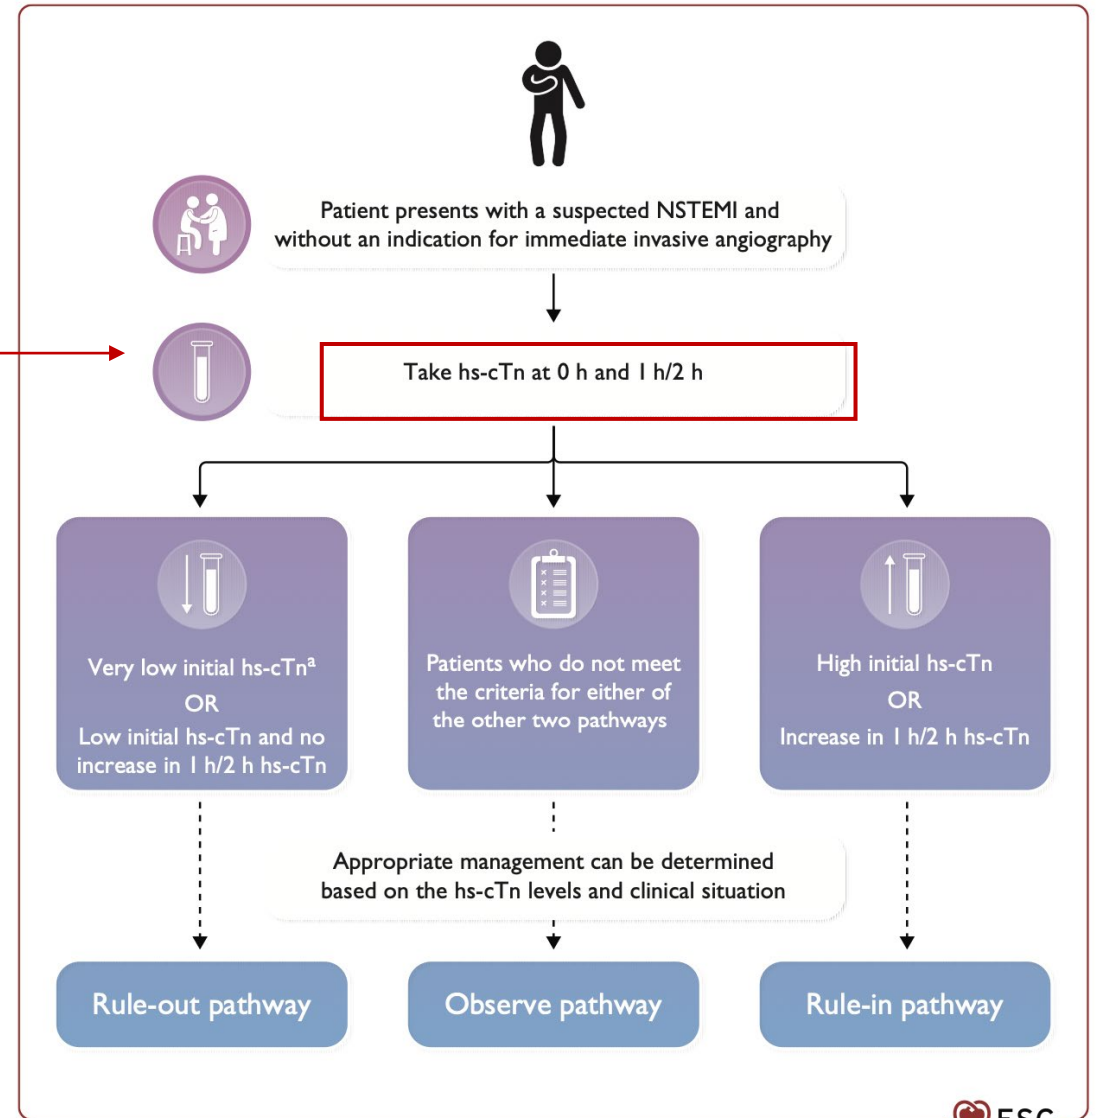 Patient presents with a suspected NSTEMI and
without an indication for immediate invasive angiography
Take hs-cTn at 0 h and 1 h/2 h
Very low initial hs-cTnᵃ
OR
Low initial hs-cTn and no
increase in 1 h/2 h hs-cTn
Patients who do not meet
the criteria for either of
the other two pathways
High initial hs-cTn
OR
Increase in 1 h/2 h hs-cTn
Appropriate management can be determined
based on the hs-cTn levels and clinical situation
Rule-out pathway
Observe pathway
Rule-in pathway
ESC